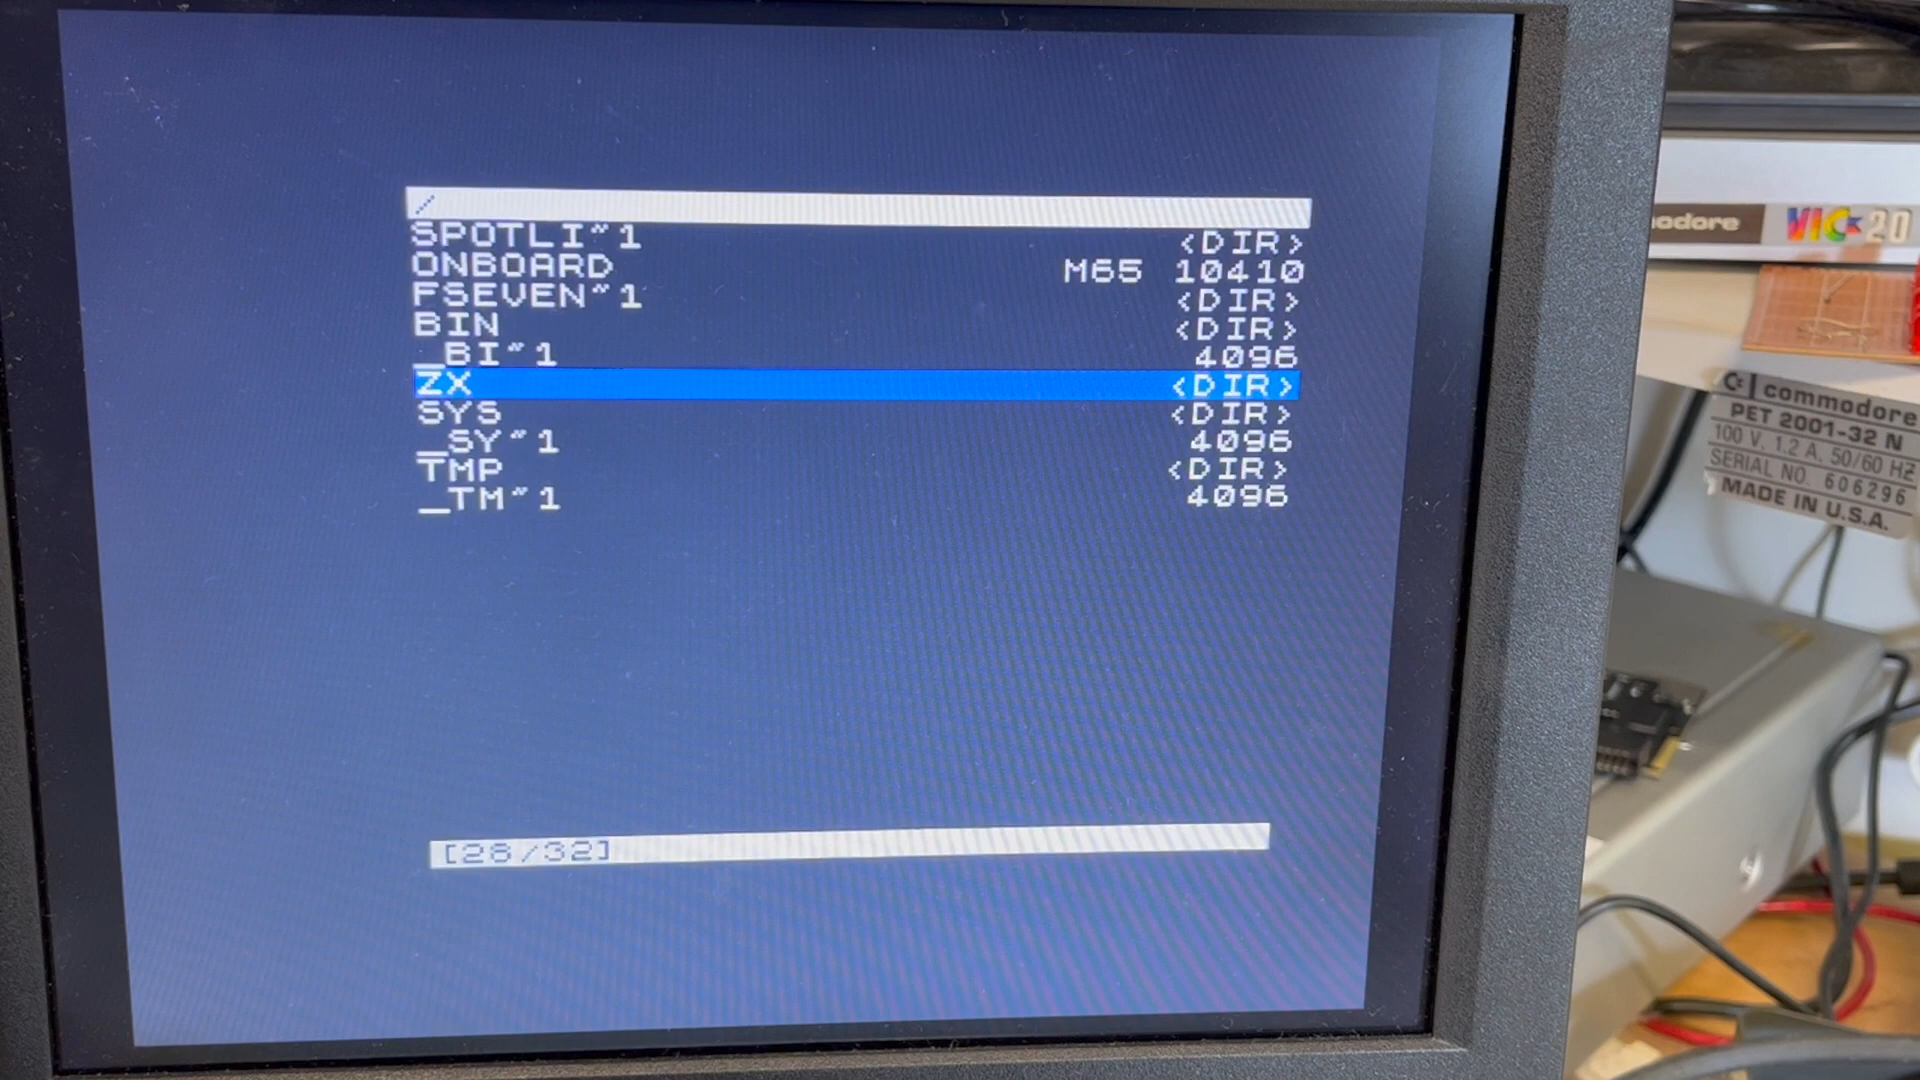 /
SPOTLI~1 <DIR>
ONBOARD M65 10410
FSEVEN~1 <DIR>
BIN <DIR>
_BI~1 4096
ZX <DIR>
SYS <DIR>
_SY~1 4096
TMP <DIR>
_TM~1 4096
[28/32]
modore VIC 20
commodore
PET 2001-32 N
100 V. 1.2 A. 50/60 HZ
SERIAL NO. 606296
MADE IN U.S.A.